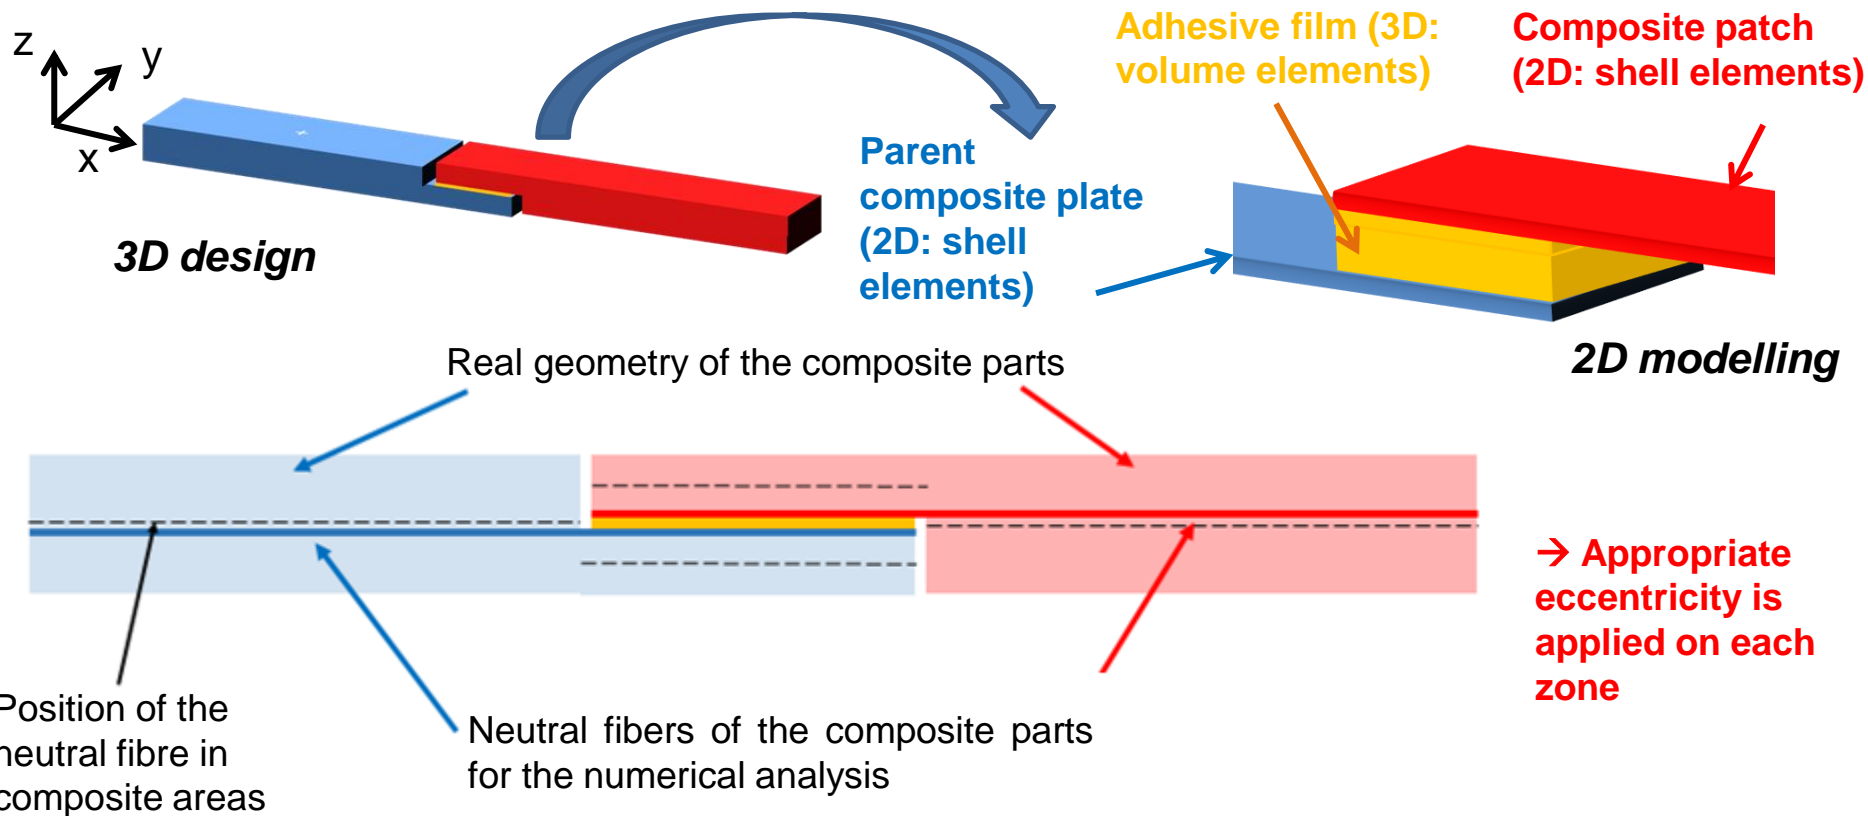 z
y
x
3D design
Adhesive film (3D:
volume elements)
Composite patch
(2D: shell elements)
Parent
composite plate
(2D: shell
elements)
2D modelling
Real geometry of the composite parts
→ Appropriate
eccentricity is
applied on each
zone
Position of the
neutral fibre in
composite areas
Neutral fibers of the composite parts
for the numerical analysis